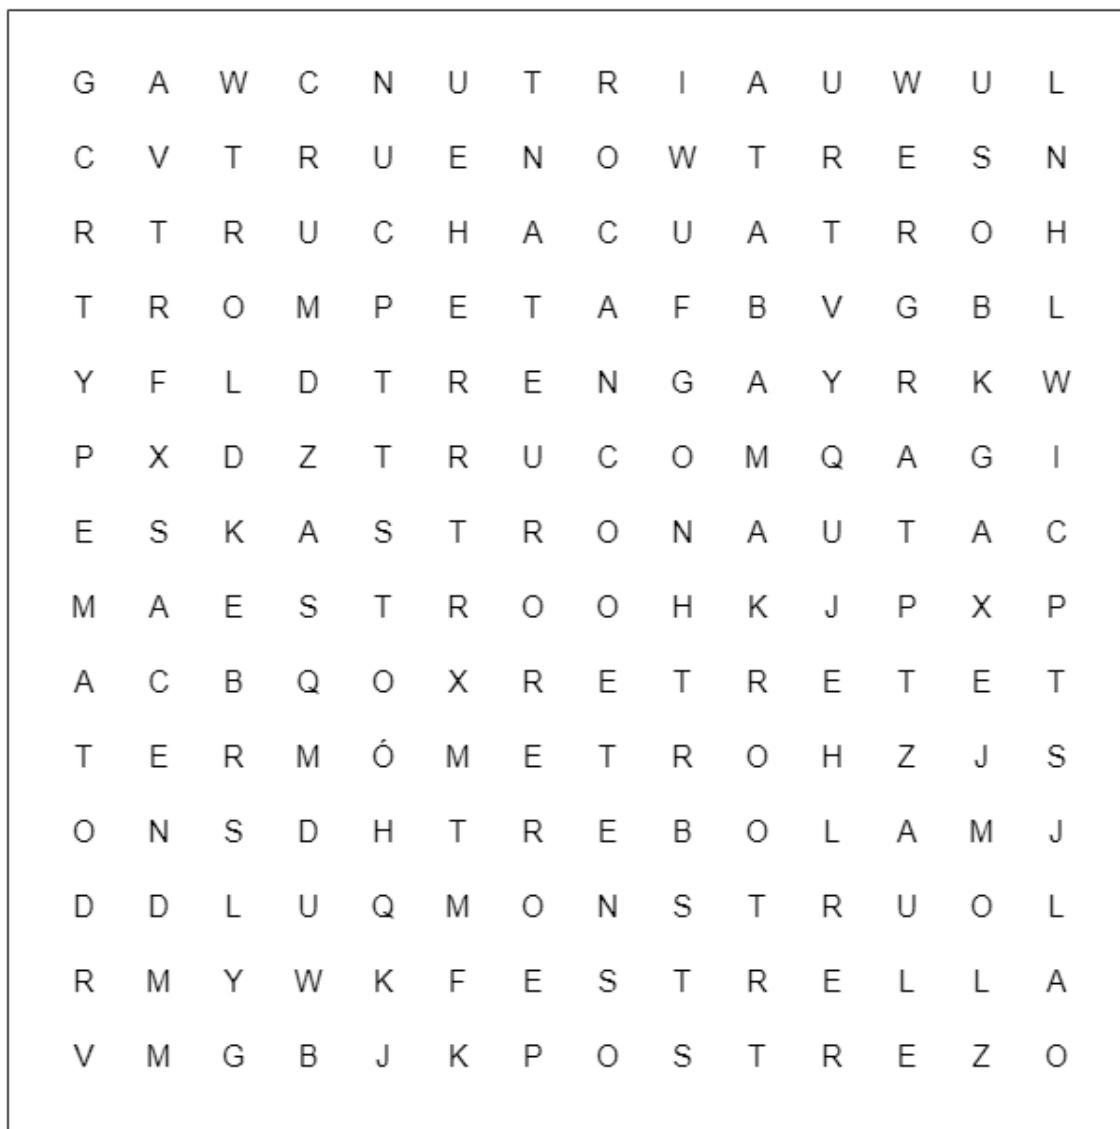 G A W C N U T R I A U W U L
C V T R U E N O W T R E S N
R T R U C H A C U A T R O H
T R O M P E T A F B V G B L
Y F L D T R E N G A Y R K W
P X D Z T R U C O M Q A G I
E S K A S T R O N A U T A C
M A E S T R O O H K J P X P
A C B Q O X R E T R E T E T
T E R M Ó M E T R O H Z J S
O N S D H T R E B O L A M J
D D L U Q M O N S T R U O L
R M Y W K F E S T R E L L A
V M G B J K P O S T R E Z O